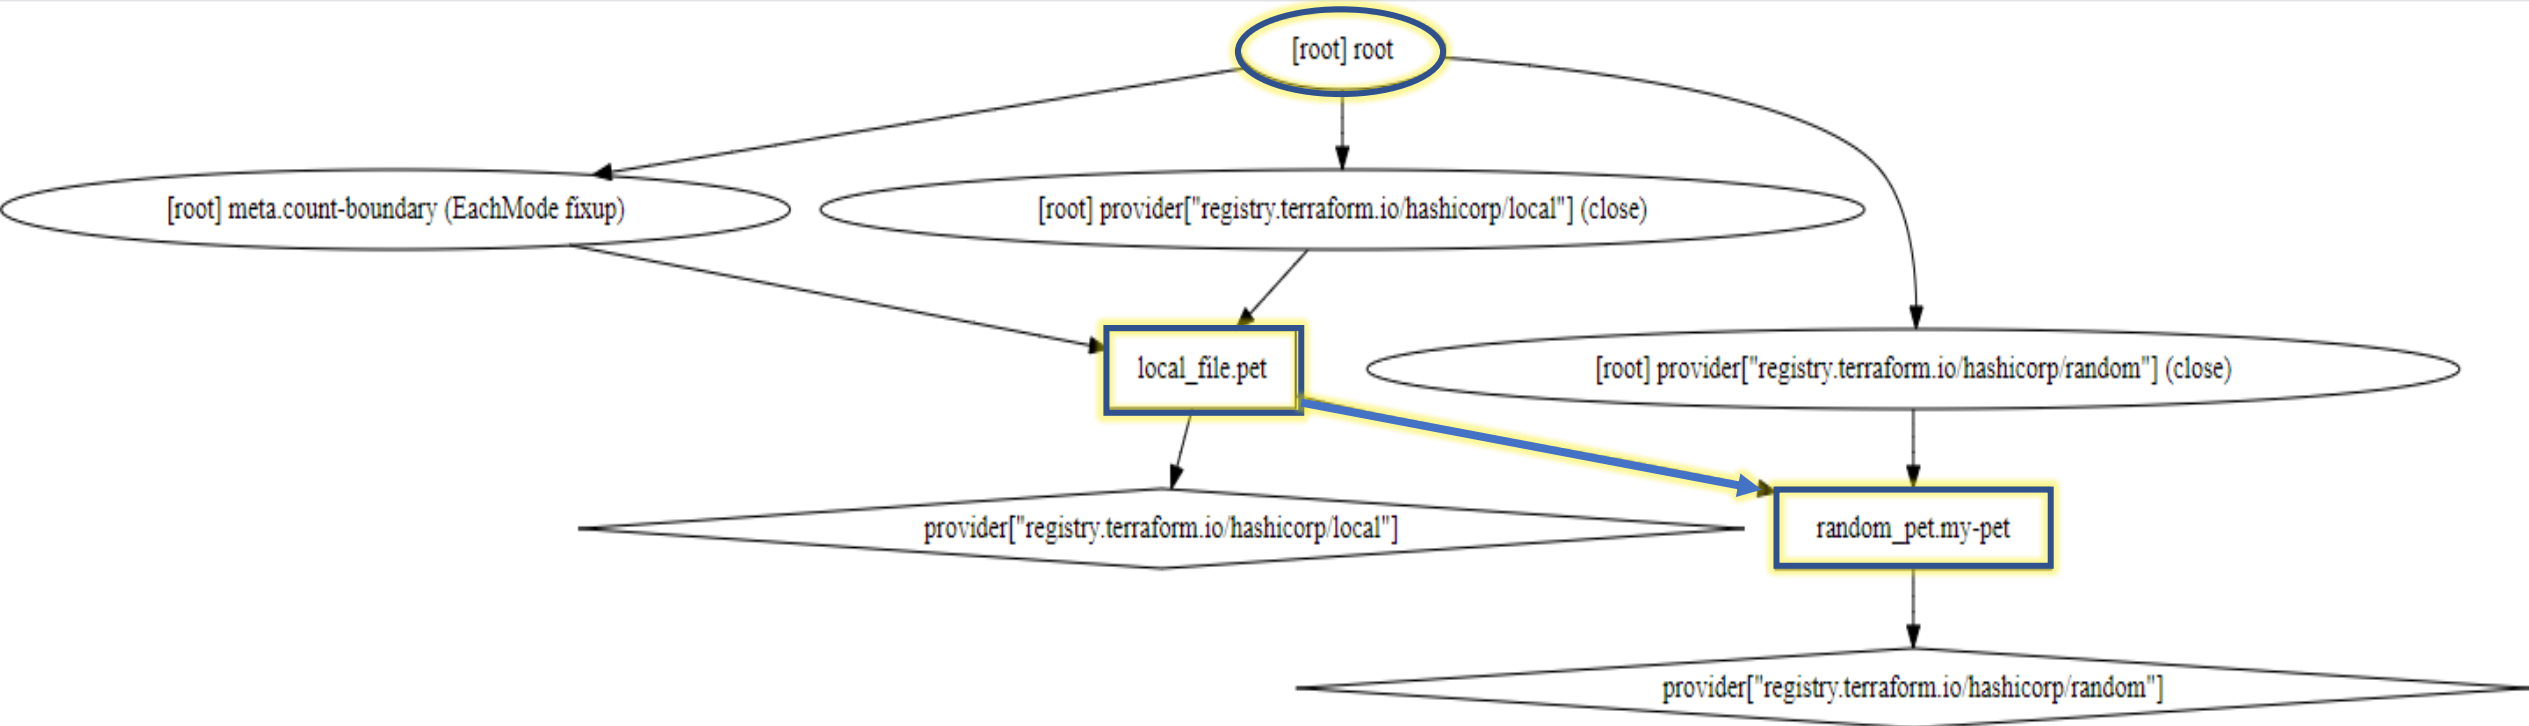 [root] root
[root] meta.count-boundary (EachMode fixup)
[root] provider["registry.terraform.io/hashicorp/local"] (close)
local_file.pet
[root] provider["registry.terraform.io/hashicorp/random"] (close)
provider["registry.terraform.io/hashicorp/local"]
random_pet.my-pet
provider["registry.terraform.io/hashicorp/random"]